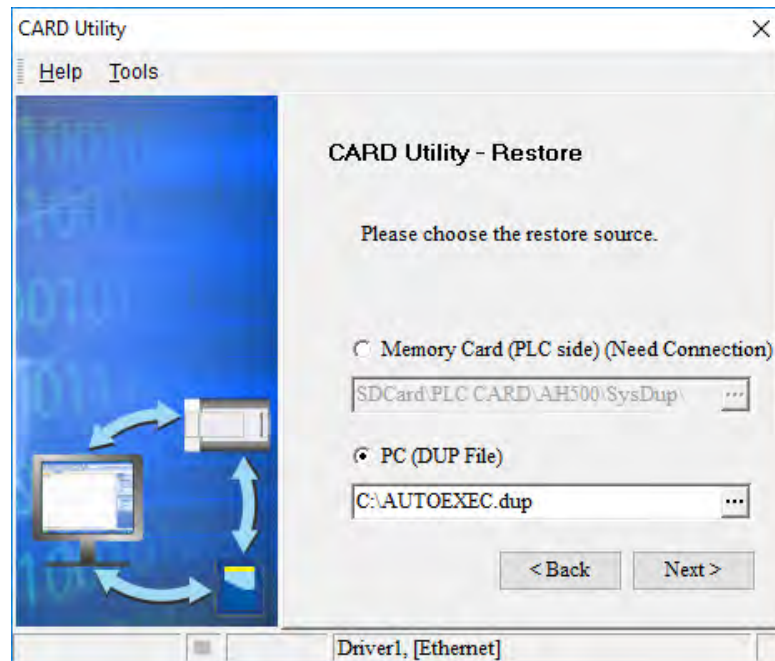 CARD Utility
Help Tools
CARD Utility - Restore
Please choose the restore source.
Memory Card (PLC side) (Need Connection)
SDCard\PLC CARD\AH500\SysDup\
...
PC (DUP File)
C:\AUTOEXEC.dup
...
< Back Next >
Driver1, [Ethernet]